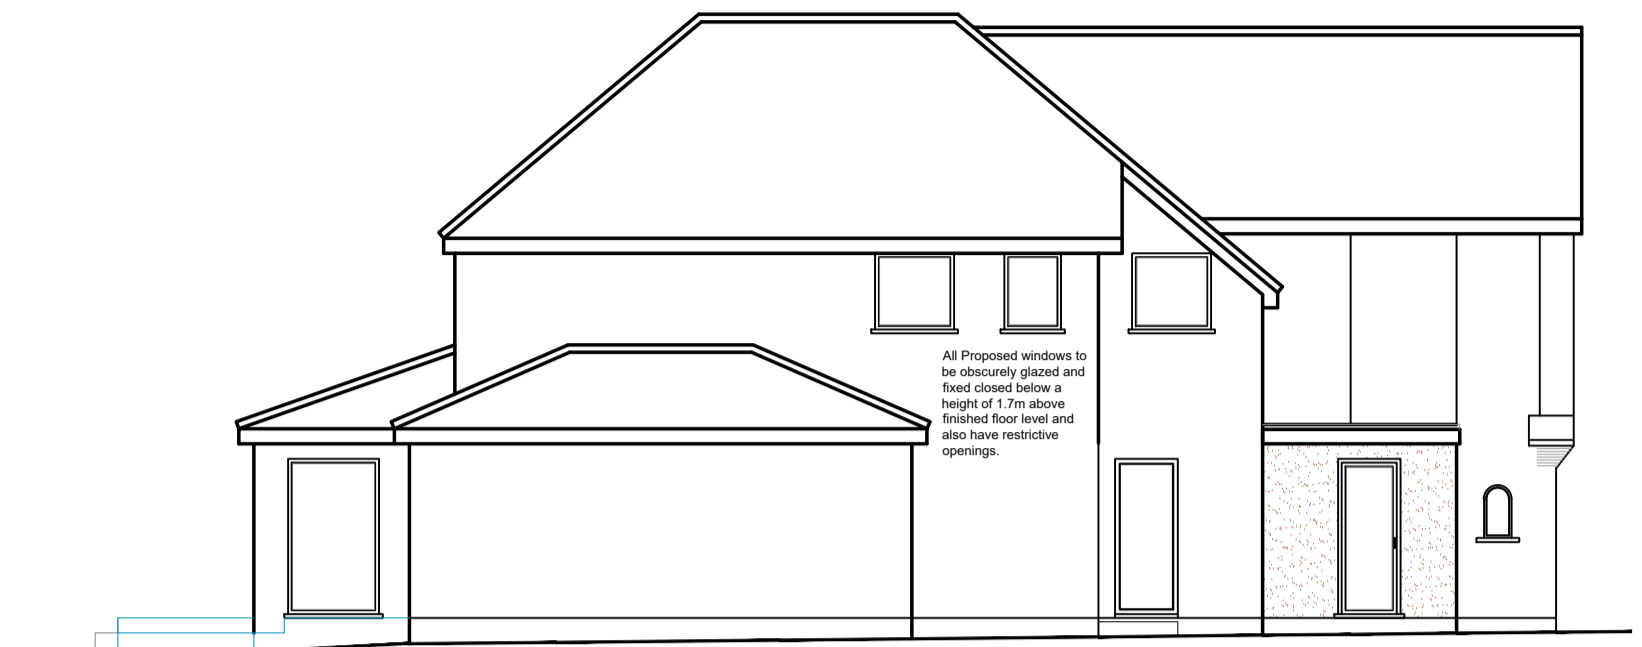 All Proposed windows to
be obscurely glazed and
fixed closed below a
height of 1.7m above
finished floor level and
also have restrictive
openings.